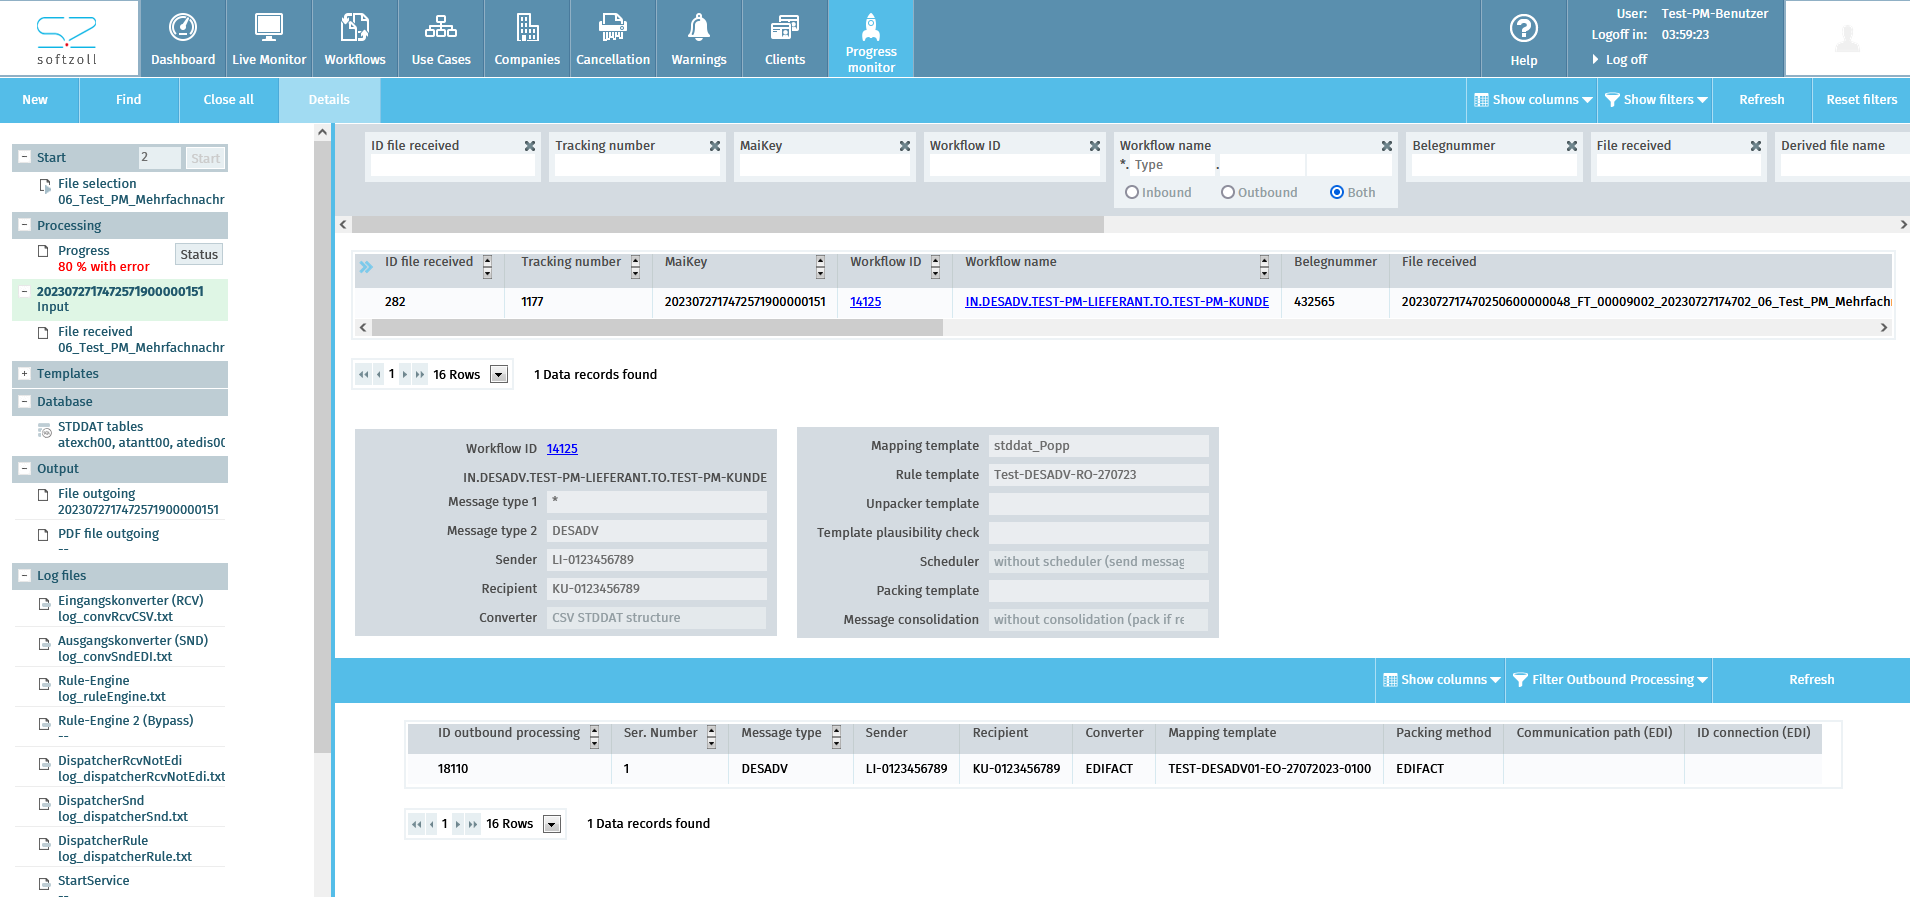 softzoll
Dashboard
Live Monitor
Workflows
Use Cases
Companies
Cancellation
Warnings
Clients
Progress
monitor
Help
User: Test-PM-Benutzer
Logoff in: 03:59:23
Log off
New
Find
Close all
Details
Show columns
Show filters
Refresh
Reset filters
Start 2 Start
File selection
06_Test_PM_Mehrfachnachr
Processing
Progress
80 % with error
Status
2023072717472571900000151
Input
File received
06_Test_PM_Mehrfachnachr
Templates
Database
STDDAT tables
atexch00, atantt00, atedis00
Output
File outgoing
2023072717472571900000151
PDF file outgoing
--
Log files
Eingangskonverter (RCV)
log_convRcvCSV.txt
Ausgangskonverter (SND)
log_convSndEDI.txt
Rule-Engine
log_ruleEngine.txt
Rule-Engine 2 (Bypass)
--
DispatcherRcvNotEdi
log_dispatcherRcvNotEdi.txt
DispatcherSnd
log_dispatcherSnd.txt
DispatcherRule
log_dispatcherRule.txt
StartService
--
ID file received
Tracking number
MaiKey
Workflow ID
Workflow name
*. Type .
Inbound Outbound Both
Belegnummer
File received
Derived file name
ID file received Tracking number MaiKey Workflow ID Workflow name Belegnummer File received
282 1177 2023072717472571900000151 14125 IN.DESADV.TEST-PM-LIEFERANT.TO.TEST-PM-KUNDE 432565 2023072717470250600000048_FT_00009002_20230727174702_06_Test_PM_Mehrfachn
1 16 Rows 1 Data records found
Workflow ID 14125
IN.DESADV.TEST-PM-LIEFERANT.TO.TEST-PM-KUNDE
Message type 1 *
Message type 2 DESADV
Sender LI-0123456789
Recipient KU-0123456789
Converter CSV STDDAT structure
Mapping template stddat_Popp
Rule template Test-DESADV-RO-270723
Unpacker template
Template plausibility check
Scheduler without scheduler (send messag
Packing template
Message consolidation without consolidation (pack if re
Show columns
Filter Outbound Processing
Refresh
ID outbound processing Ser. Number Message type Sender Recipient Converter Mapping template Packing method Communication path (EDI) ID connection (EDI)
18110 1 DESADV LI-0123456789 KU-0123456789 EDIFACT TEST-DESADV01-EO-27072023-0100 EDIFACT
1 16 Rows 1 Data records found